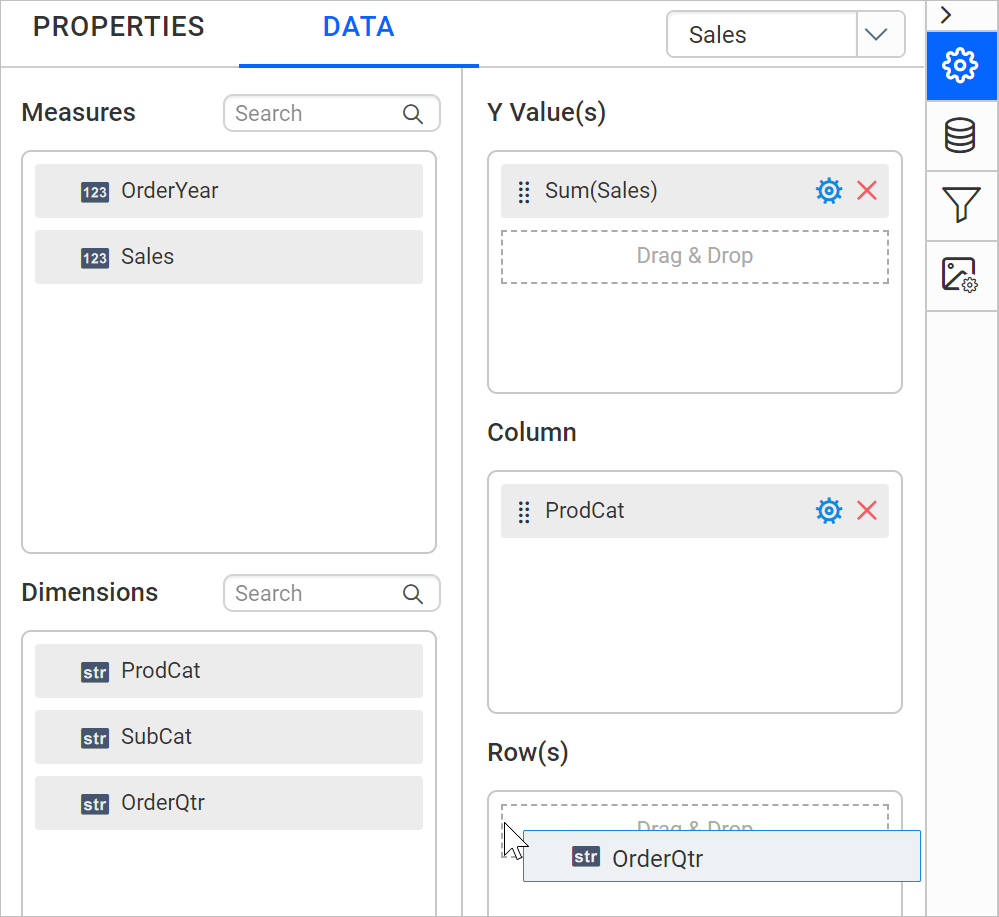 PROPERTIES
DATA
Sales
Measures
Search
123 OrderYear
123 Sales
Dimensions
Search
str ProdCat
str SubCat
str OrderQtr
Y Value(s)
Sum(Sales)
Drag & Drop
Column
ProdCat
Row(s)
Drag & Drop
str OrderQtr